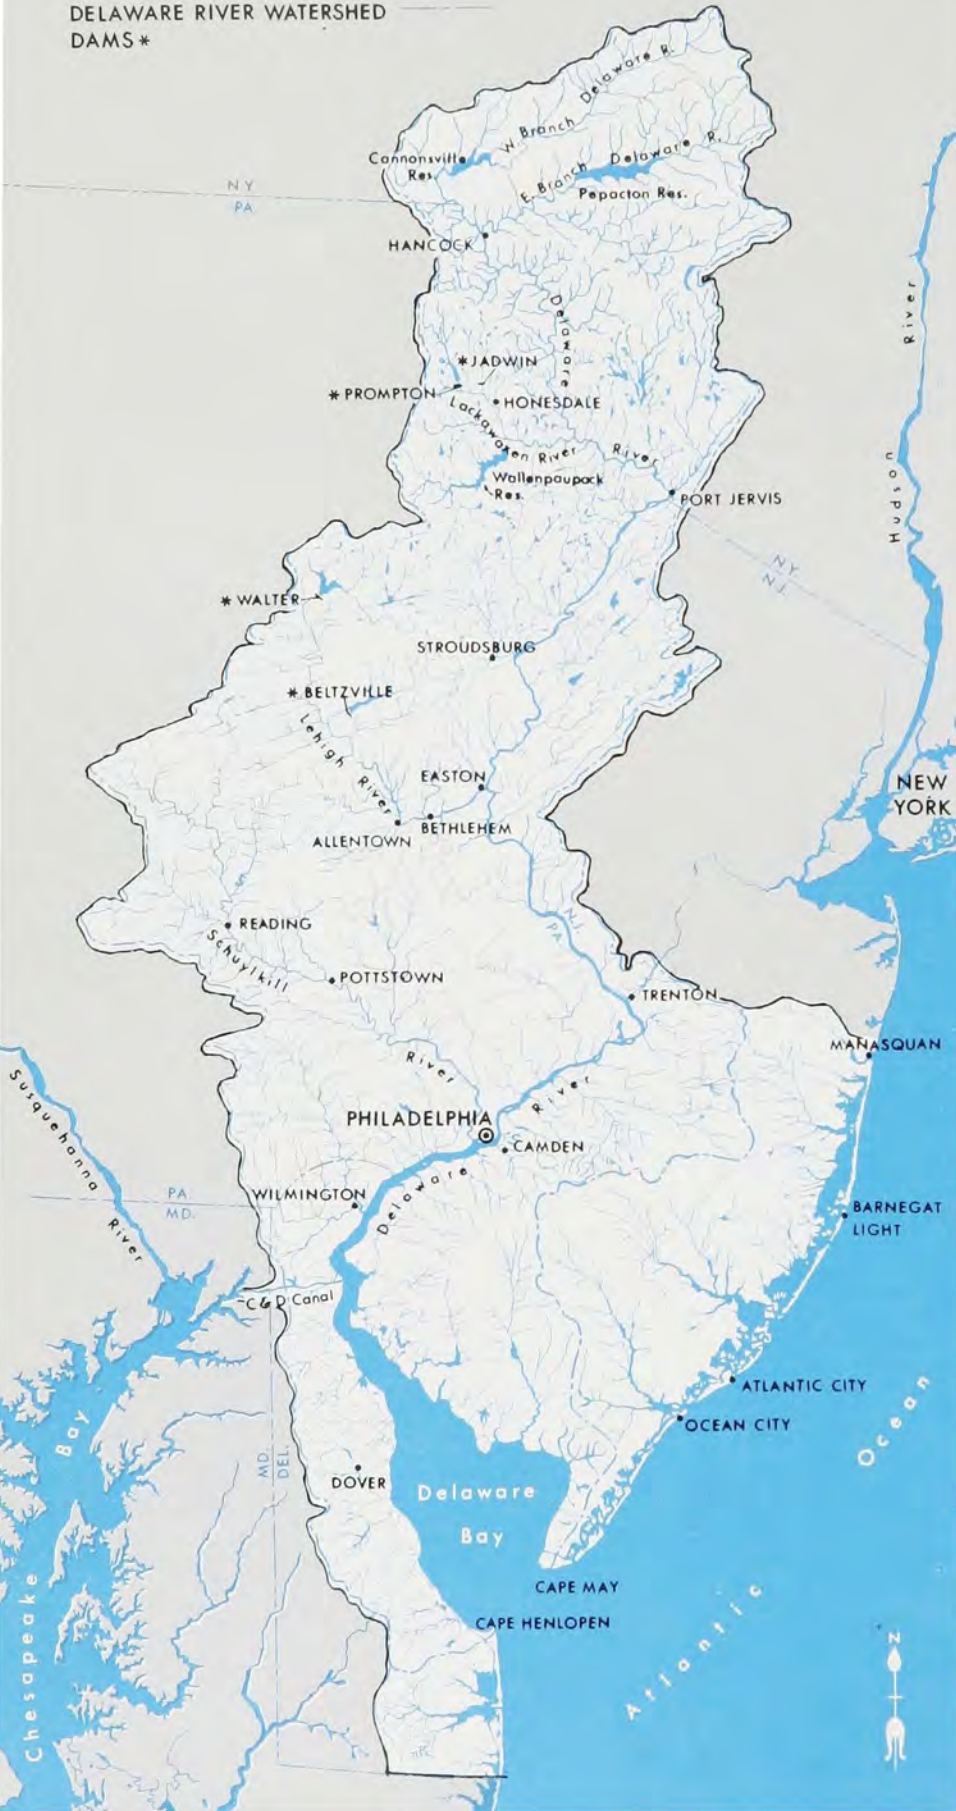 DELAWARE RIVER WATERSHED
DAMS *
Delaware R.
W. Branch
Cannonsville
Res.
Delaware R.
E. Branch
Pepacton Res.
NY
PA
HANCOCK
River
Delaware
* JADWIN
* PROMPTON
HONESDALE
Lackawaxen River
River
Hudson
Wallenpaupack
Res.
PORT JERVIS
NY
N.J.
* WALTER
STROUDSBURG
* BELTZVILLE
Lehigh River
EASTON
NEW
YORK
BETHLEHEM
ALLENTOWN
N.J.
PA
READING
Schuylkill
POTTSTOWN
TRENTON
MANASQUAN
River
River
Susquehanna
River
PHILADELPHIA
CAMDEN
Delaware
PA
MD.
WILMINGTON
BARNEGAT
LIGHT
C & D Canal
ATLANTIC CITY
OCEAN CITY
Ocean
Bay
MD.
DEL.
DOVER
Delaware
Bay
CAPE MAY
CAPE HENLOPEN
Chesapeake
Atlantic
N